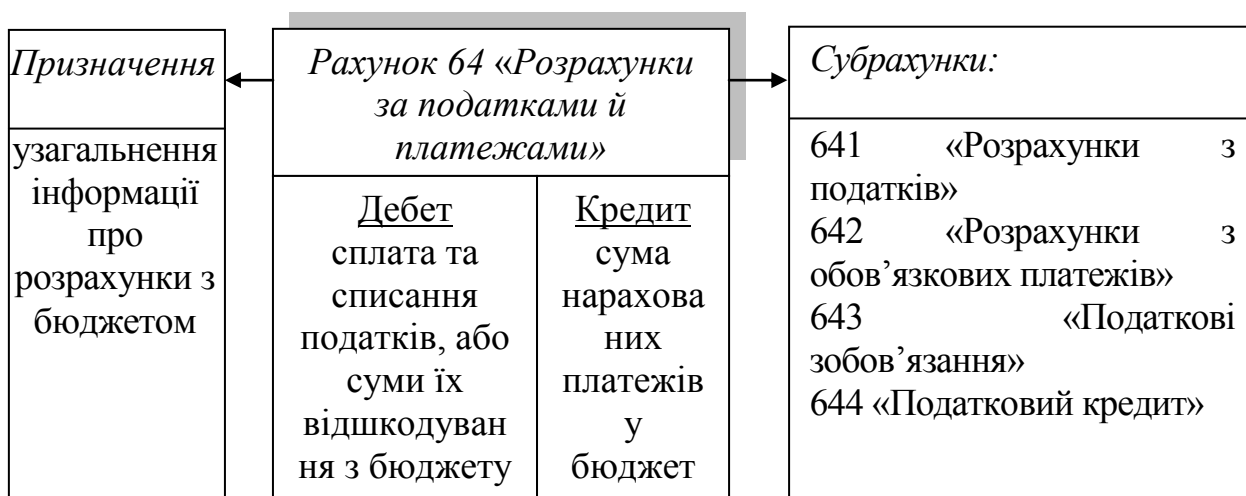 Призначення
узагальнення
інформації
про
розрахунки з
бюджетом
Рахунок 64 «Розрахунки
за податками й
платежами»
Дебет
сплата та
списання
податків, або
суми їх
відшкодуван
ня з бюджету
Кредит
сума
нарахова
них
платежів
у
бюджет
Субрахунки:
641 «Розрахунки з
податків»
642 «Розрахунки з
обов’язкових платежів»
643 «Податкові
зобов’язання»
644 «Податковий кредит»